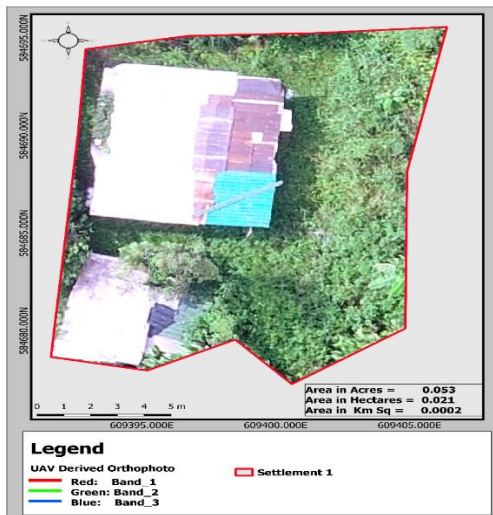 584695.000N
584690.000N
584685.000N
584680.000N
0 1 2 3 4 5 m
609395.000E 609400.000E 609405.000E
Area in Acres = 0.053
Area in Hectares = 0.021
Area in Km Sq = 0.0002
Legend
UAV Derived Orthophoto
Red: Band_1
Green: Band_2
Blue: Band_3
Settlement 1